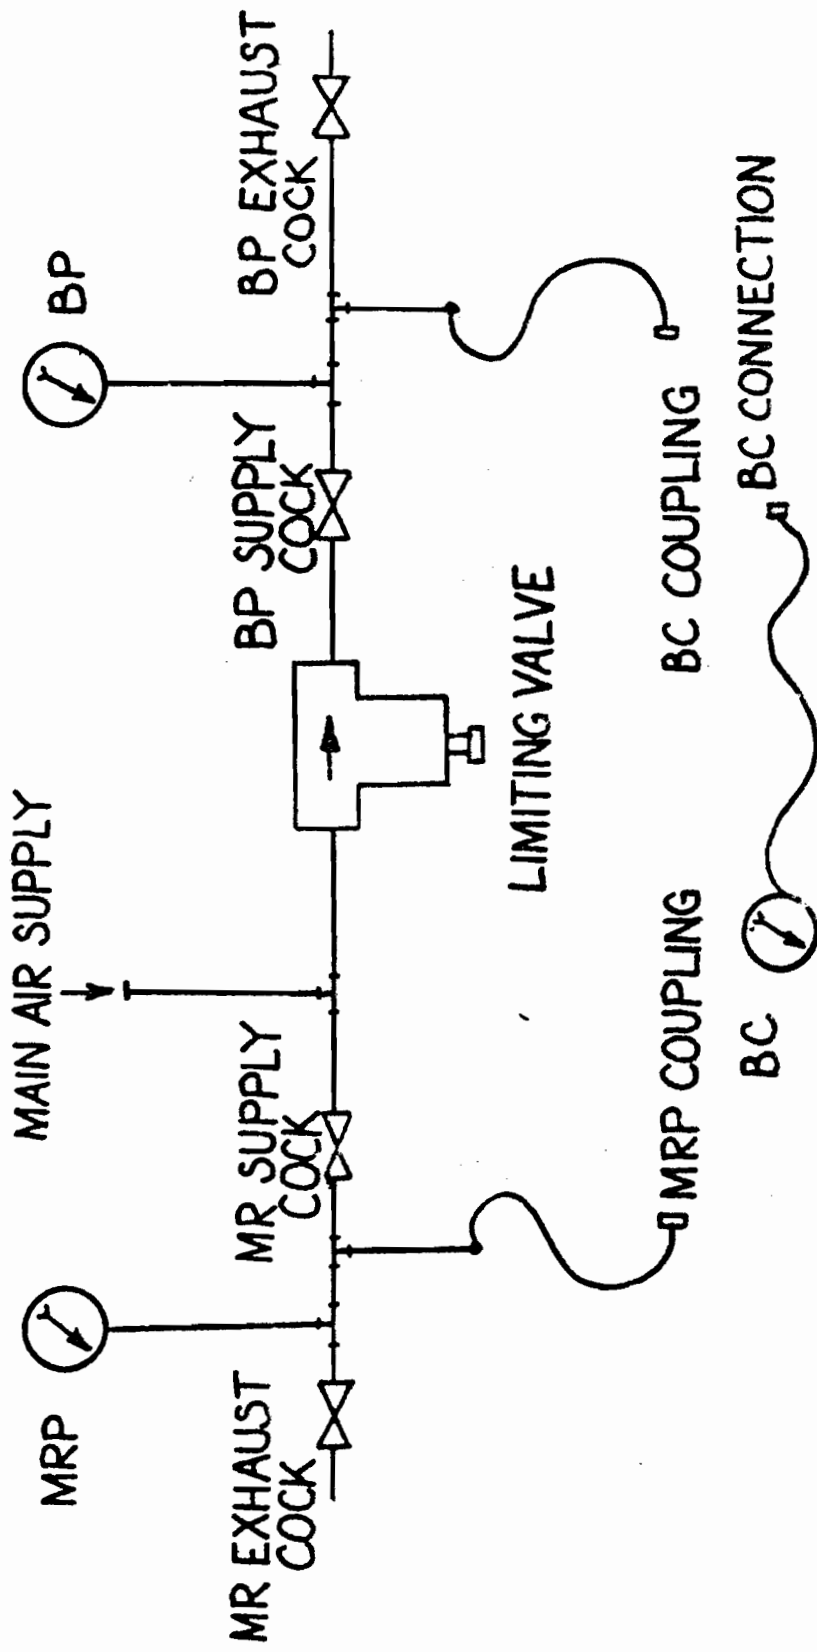 MAIN AIR SUPPLY
MRP
BP
MR EXHAUST
COCK
MR SUPPLY
COCK
BP SUPPLY
COCK
BP EXHAUST
COCK
LIMITING VALVE
MRP COUPLING
BC COUPLING
BC
BC CONNECTION